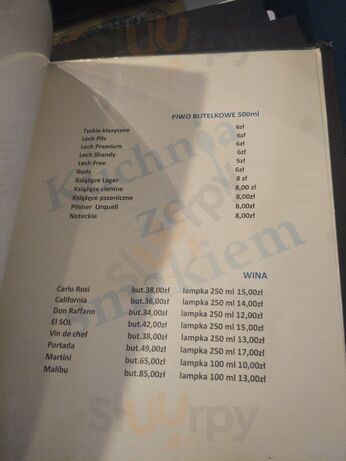 PIWO BUTELKOWE 500ml
Tyskie klasyczne 6zł
Lech Pils 6zł
Lech Premium 6zł
Lech Shandy 6zł
Lech Free 5zł
Reds 6zł
Książęce Lager 8 zł
Książęce ciemne 8,00 zł
Książęce pszeniczne 8,00zł
Pilsner Urquell 8,00zł
Noteckie 8,00zł
Kuchnia
ze
smakiem
WINA
Carlo Rosi but.38,00zł lampka 250 ml 15,00zł
California but.36,00zł lampka 250 ml 14,00zł
Don Raffano but.34,00zł lampka 250 ml 12,00zł
El SOL but.42,00zł lampka 250 ml 15,00zł
Vin de chef but.38,00zł lampka 250 ml 13,00zł
Portada but.49,00zł lampka 250 ml 17,00zł
Martini but.65,00zł lampka 100 ml 10,00zł
Malibu but.85,00zł lampka 100 ml 13,00zł